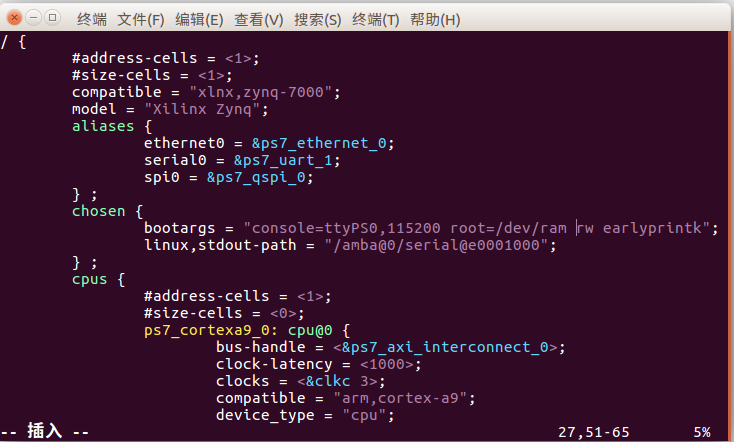 终端 文件(F) 编辑(E) 查看(V) 搜索(S) 终端(T) 帮助(H)
/ {
#address-cells = <1>;
#size-cells = <1>;
compatible = "xlnx,zynq-7000";
model = "Xilinx Zynq";
aliases {
ethernet0 = &ps7_ethernet_0;
serial0 = &ps7_uart_1;
spi0 = &ps7_qspi_0;
} ;
chosen {
bootargs = "console=ttyPS0,115200 root=/dev/ram rw earlyprintk";
linux,stdout-path = "/amba@0/serial@e0001000";
} ;
cpus {
#address-cells = <1>;
#size-cells = <0>;
ps7_cortexa9_0: cpu@0 {
bus-handle = <&ps7_axi_interconnect_0>;
clock-latency = <1000>;
clocks = <&clkc 3>;
compatible = "arm,cortex-a9";
device_type = "cpu";
-- 插入 -- 27,51-65 5%